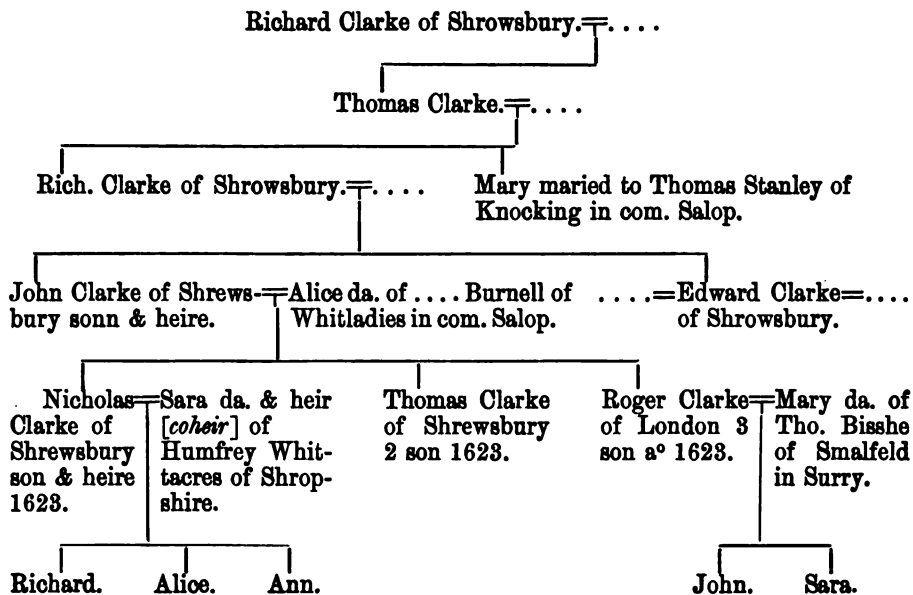 Richard Clarke of Shrowsbury.=. . . .
Thomas Clarke.=. . . .
Rich. Clarke of Shrowsbury.=. . . .
Mary maried to Thomas Stanley of
Knocking in com. Salop.
John Clarke of Shrews-=Alice da. of . . . . Burnell of
bury sonn & heire.
Whitladies in com. Salop.
. . . .=Edward Clarke=. . . .
of Shrowsbury.
Nicholas=Sara da. & heir
Clarke of
Shrewsbury
son & heire
1623.
[coheir] of
Humfrey Whit-
tacres of Shrop-
shire.
Thomas Clarke
of Shrewsbury
2 son 1623.
Roger Clarke=Mary da. of
of London 3
son aº 1623.
Tho. Bisshe
of Smalfeld
in Surry.
Richard.
Alice.
Ann.
John.
Sara.